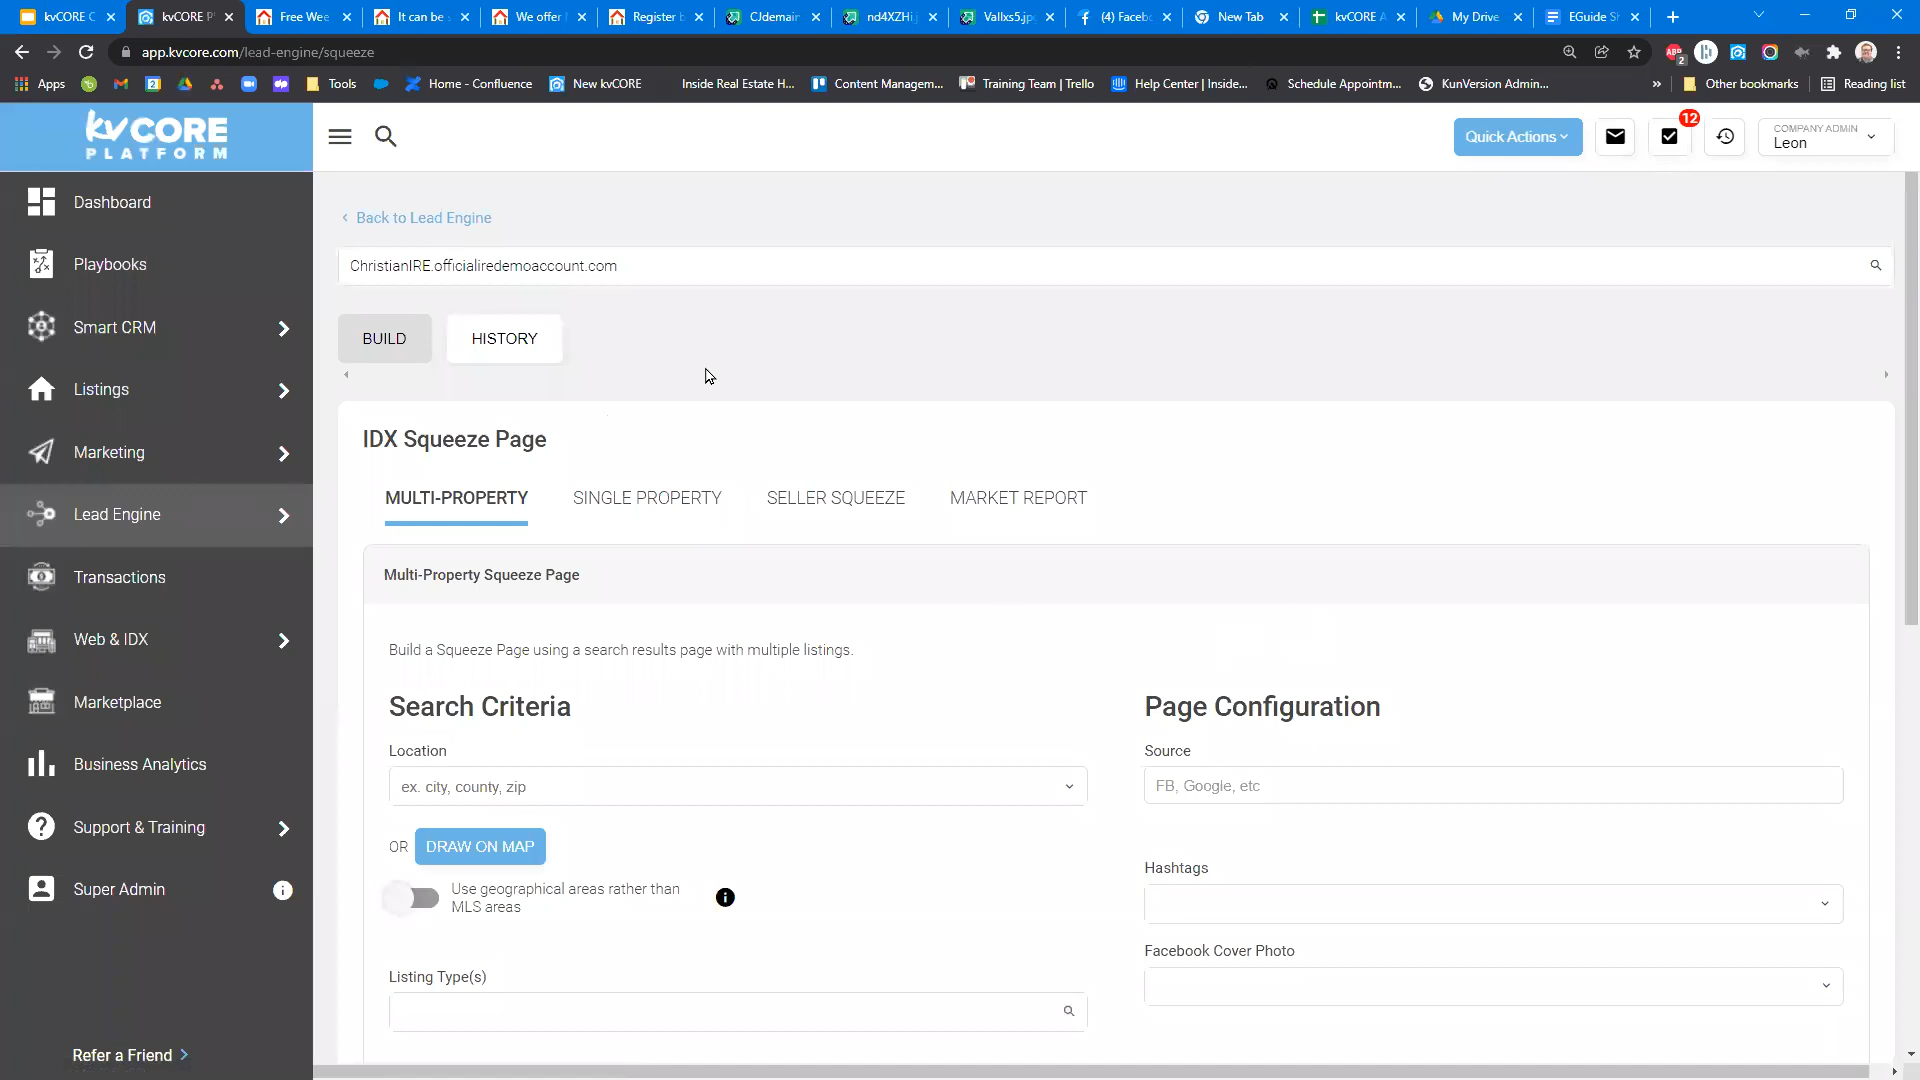 kvCORE C
kvCORE P
Free Wee
It can be s
We offer
Register b
CJdemain
nd4XZHi.j
Vallxs5.jpe
(4) Facebo
New Tab
kvCORE A
My Drive
EGuide Sh
app.kvcore.com/lead-engine/squeeze
ABP
2
Apps
Tools
Home - Confluence
New kvCORE
Inside Real Estate H...
Content Managem...
Training Team | Trello
Help Center | Inside...
Schedule Appointm...
KunVersion Admin...
»
Other bookmarks
Reading list
kvCORE
PLATFORM
Quick Actions
12
COMPANY ADMIN
Leon
Dashboard
Playbooks
Smart CRM
Listings
Marketing
Lead Engine
Transactions
Web & IDX
Marketplace
Business Analytics
Support & Training
Super Admin
Refer a Friend >
< Back to Lead Engine
ChristianIRE.officialiredemoaccount.com
BUILD
HISTORY
IDX Squeeze Page
MULTI-PROPERTY
SINGLE PROPERTY
SELLER SQUEEZE
MARKET REPORT
Multi-Property Squeeze Page
Build a Squeeze Page using a search results page with multiple listings.
Search Criteria
Location
ex. city, county, zip
OR
DRAW ON MAP
Use geographical areas rather than
MLS areas
Listing Type(s)
Page Configuration
Source
FB, Google, etc
Hashtags
Facebook Cover Photo